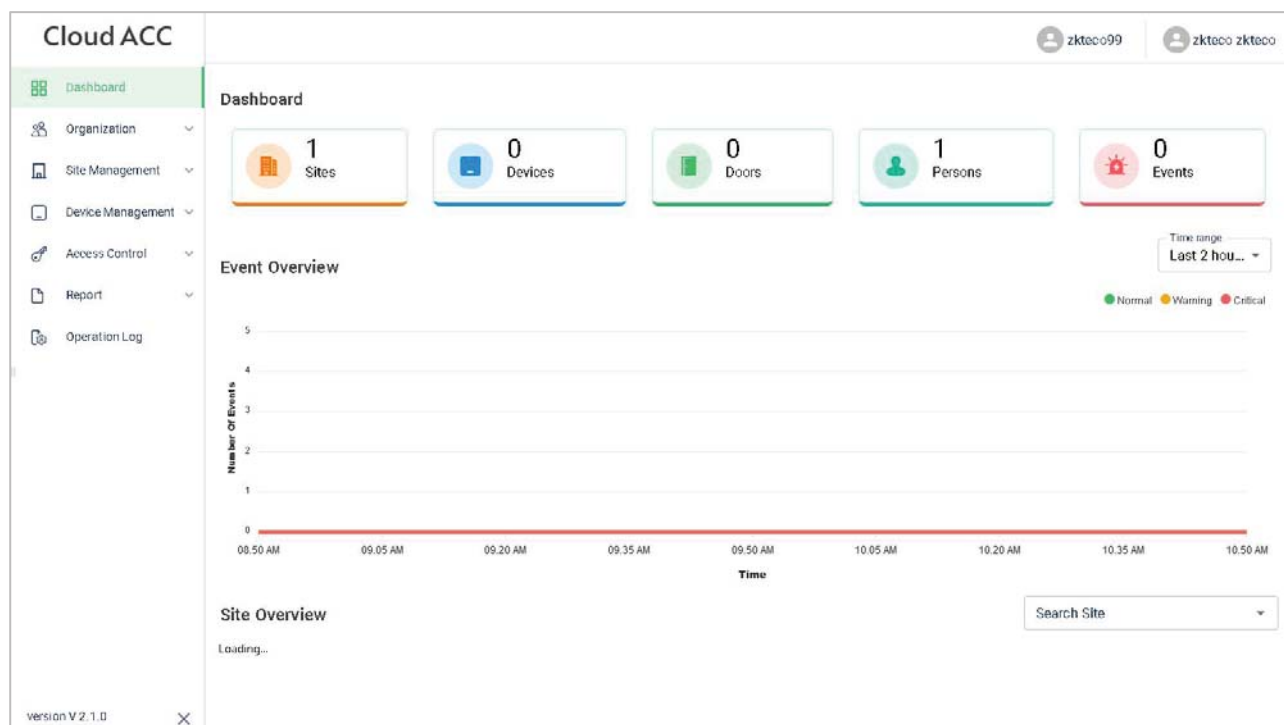 Cloud ACC
zkteco99
zkteco zkteco
Dashboard
Organization
Site Management
Device Management
Access Control
Report
Operation Log
version V 2.1.0
Dashboard
1
Sites
0
Devices
0
Doors
1
Persons
0
Events
Time range
Last 2 hou...
Event Overview
Normal Warning Critical
5
4
3
2
1
0
Number Of Events
08.50 AM 09.05 AM 09.20 AM 09.35 AM 09.50 AM 10.05 AM 10.20 AM 10.35 AM 10.50 AM
Time
Site Overview
Search Site
Loading...